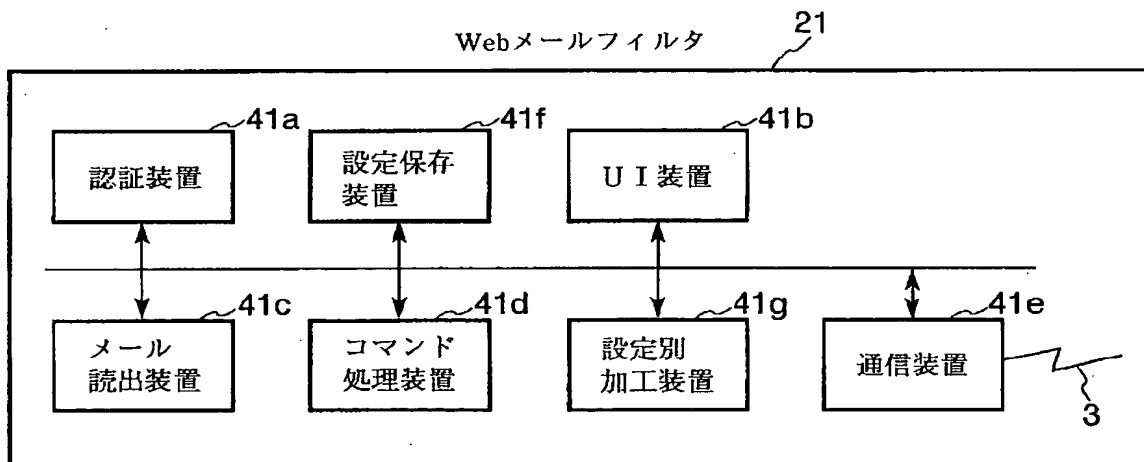 Webメールフィルタ
21
41a
認証装置
41f
設定保存
装置
41b
UI装置
41c
メール
読出装置
41d
コマンド
処理装置
41g
設定別
加工装置
41e
通信装置
3